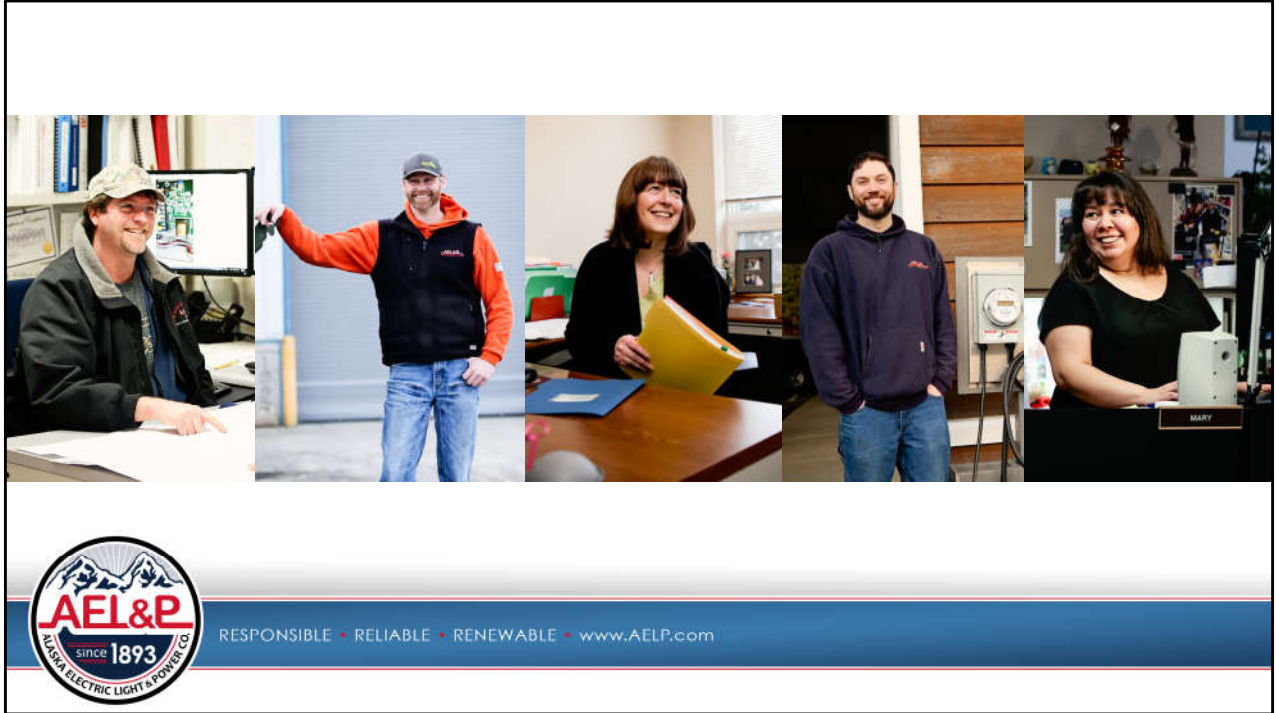 MARY
AEL&P
since 1893
ALASKA ELECTRIC LIGHT & POWER CO.
RESPONSIBLE • RELIABLE • RENEWABLE • www.AELP.com